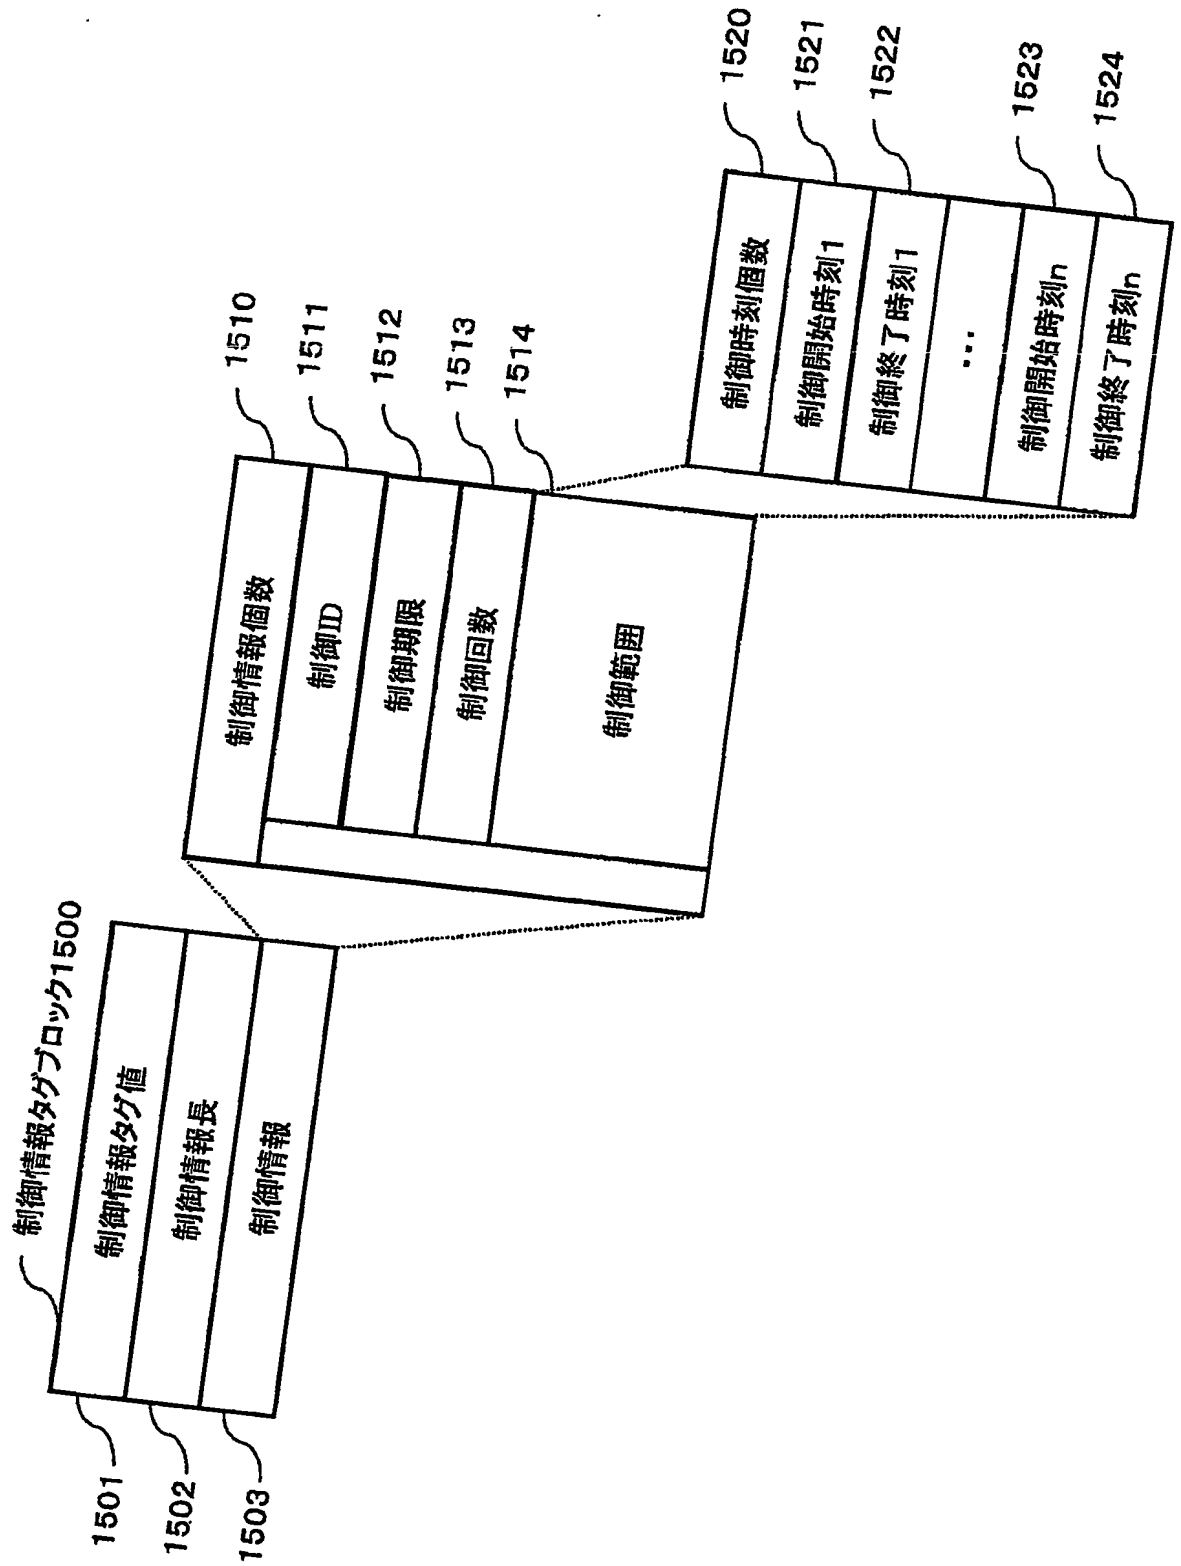 制御情報タグブロック1500
1501
制御情報タグ値
1502
制御情報長
1503
制御情報
制御情報個数
1510
制御ID
1511
制御期限
1512
制御回数
1513
制御範囲
1514
制御時刻個数
1520
制御開始時刻1
1521
制御終了時刻1
1522
...
制御開始時刻n
1523
制御終了時刻n
1524